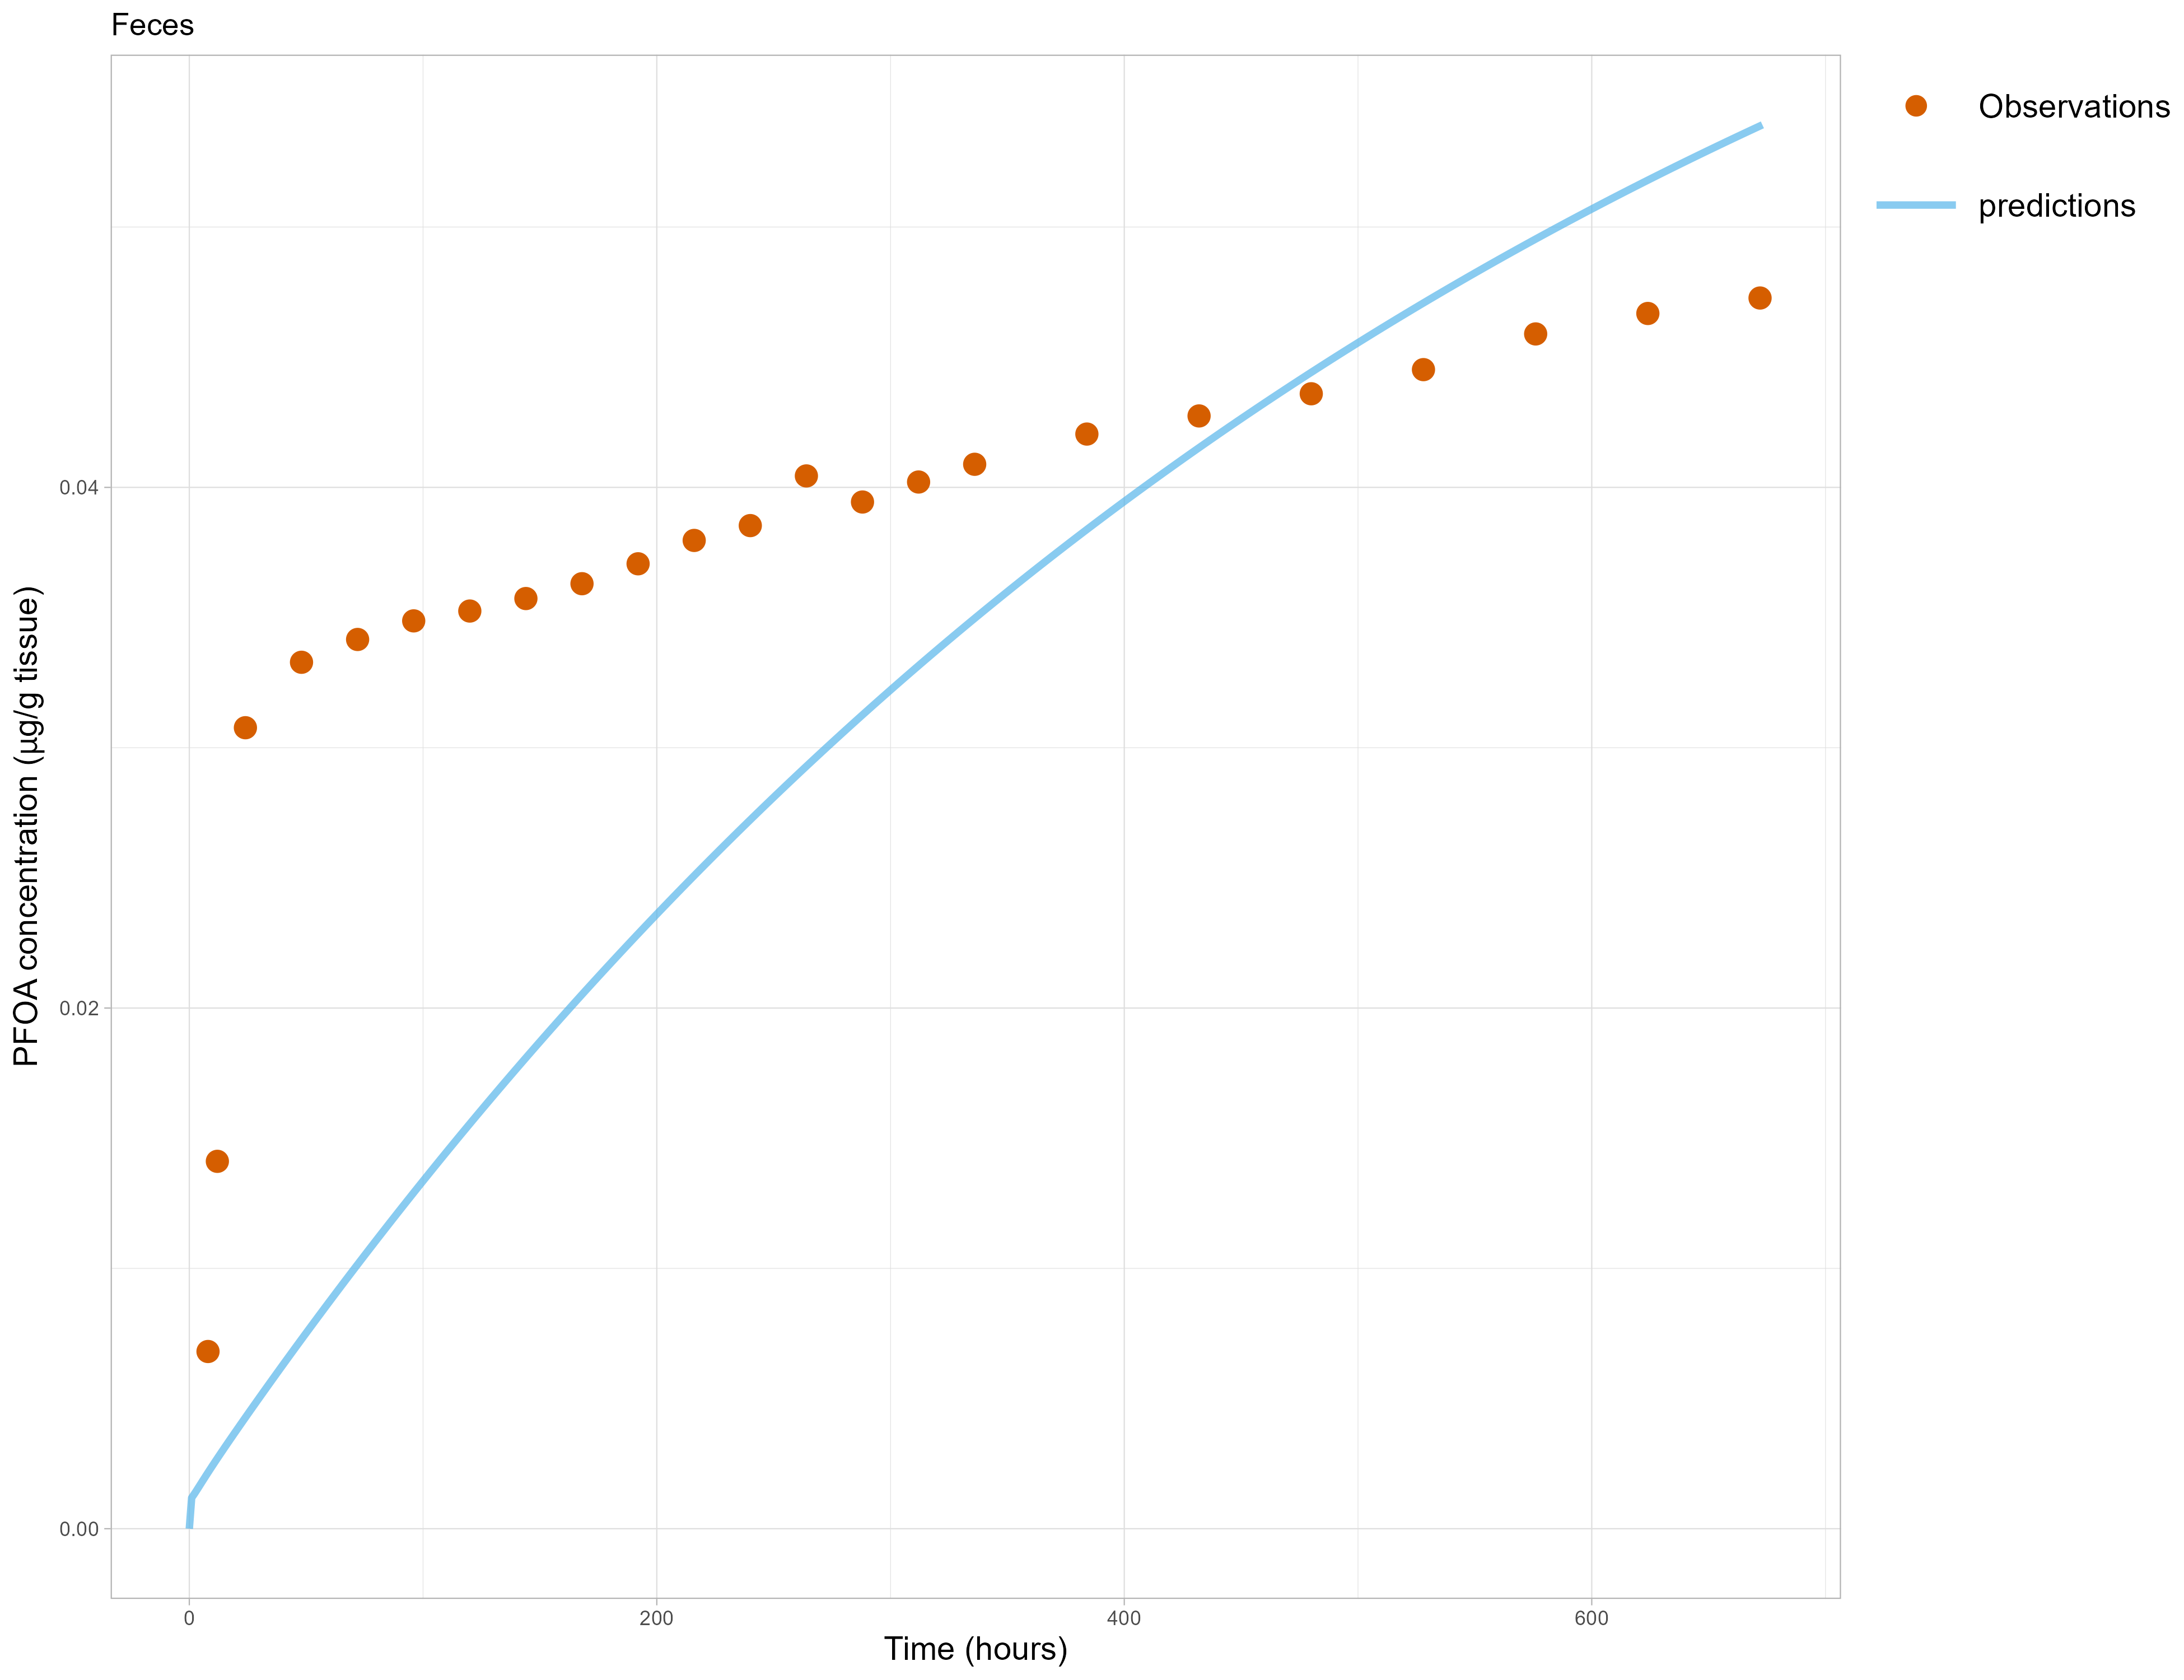 Feces
Observations
predictions
PFOA concentration (µg/g tissue)
0.04
0.02
0.00
0
200
400
600
Time (hours)